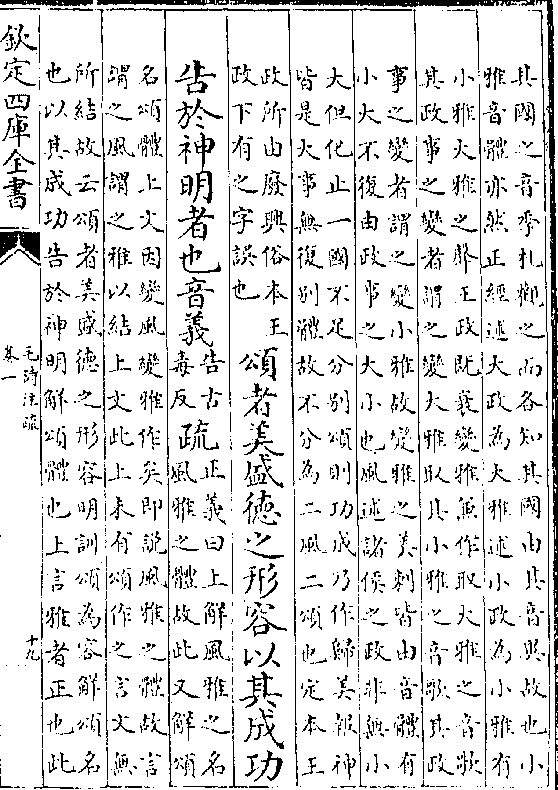 其國之音季札觀之而各知其國由其音異故也小
雅音體亦然正經述大政為大雅述小政為小雅有
小雅大雅之聲王政既衰變雅兼作取大雅之音歌
其政事之變者謂之變大雅取其小雅之音歌其政
事之變者謂之變小雅故變雅之美刺皆由音體有
小大不復由政事之大小也風述諸侯之政非無小
大但化止一國不足分別頌則功成乃作歸美報神
皆是大事無復別體故不分為二風二頌也定本王
政所由廢興俗本王
政下有之字誤也
頌者美盛德之形容以其成功
告於神明者也音義
告古
毒反
疏
正義曰上解風雅之名
風雅之體故此又解頌
名頌體上文因變風變雅作矣即說風雅之體故言
謂之風謂之雅以結上文此上未有頌作之言文無
所結故云頌者美盛德之形容明訓頌為容解頌名
也以其成功告於神明解頌體也上言雅者正也此
欽定四庫全書
毛詩注疏
卷一
十九